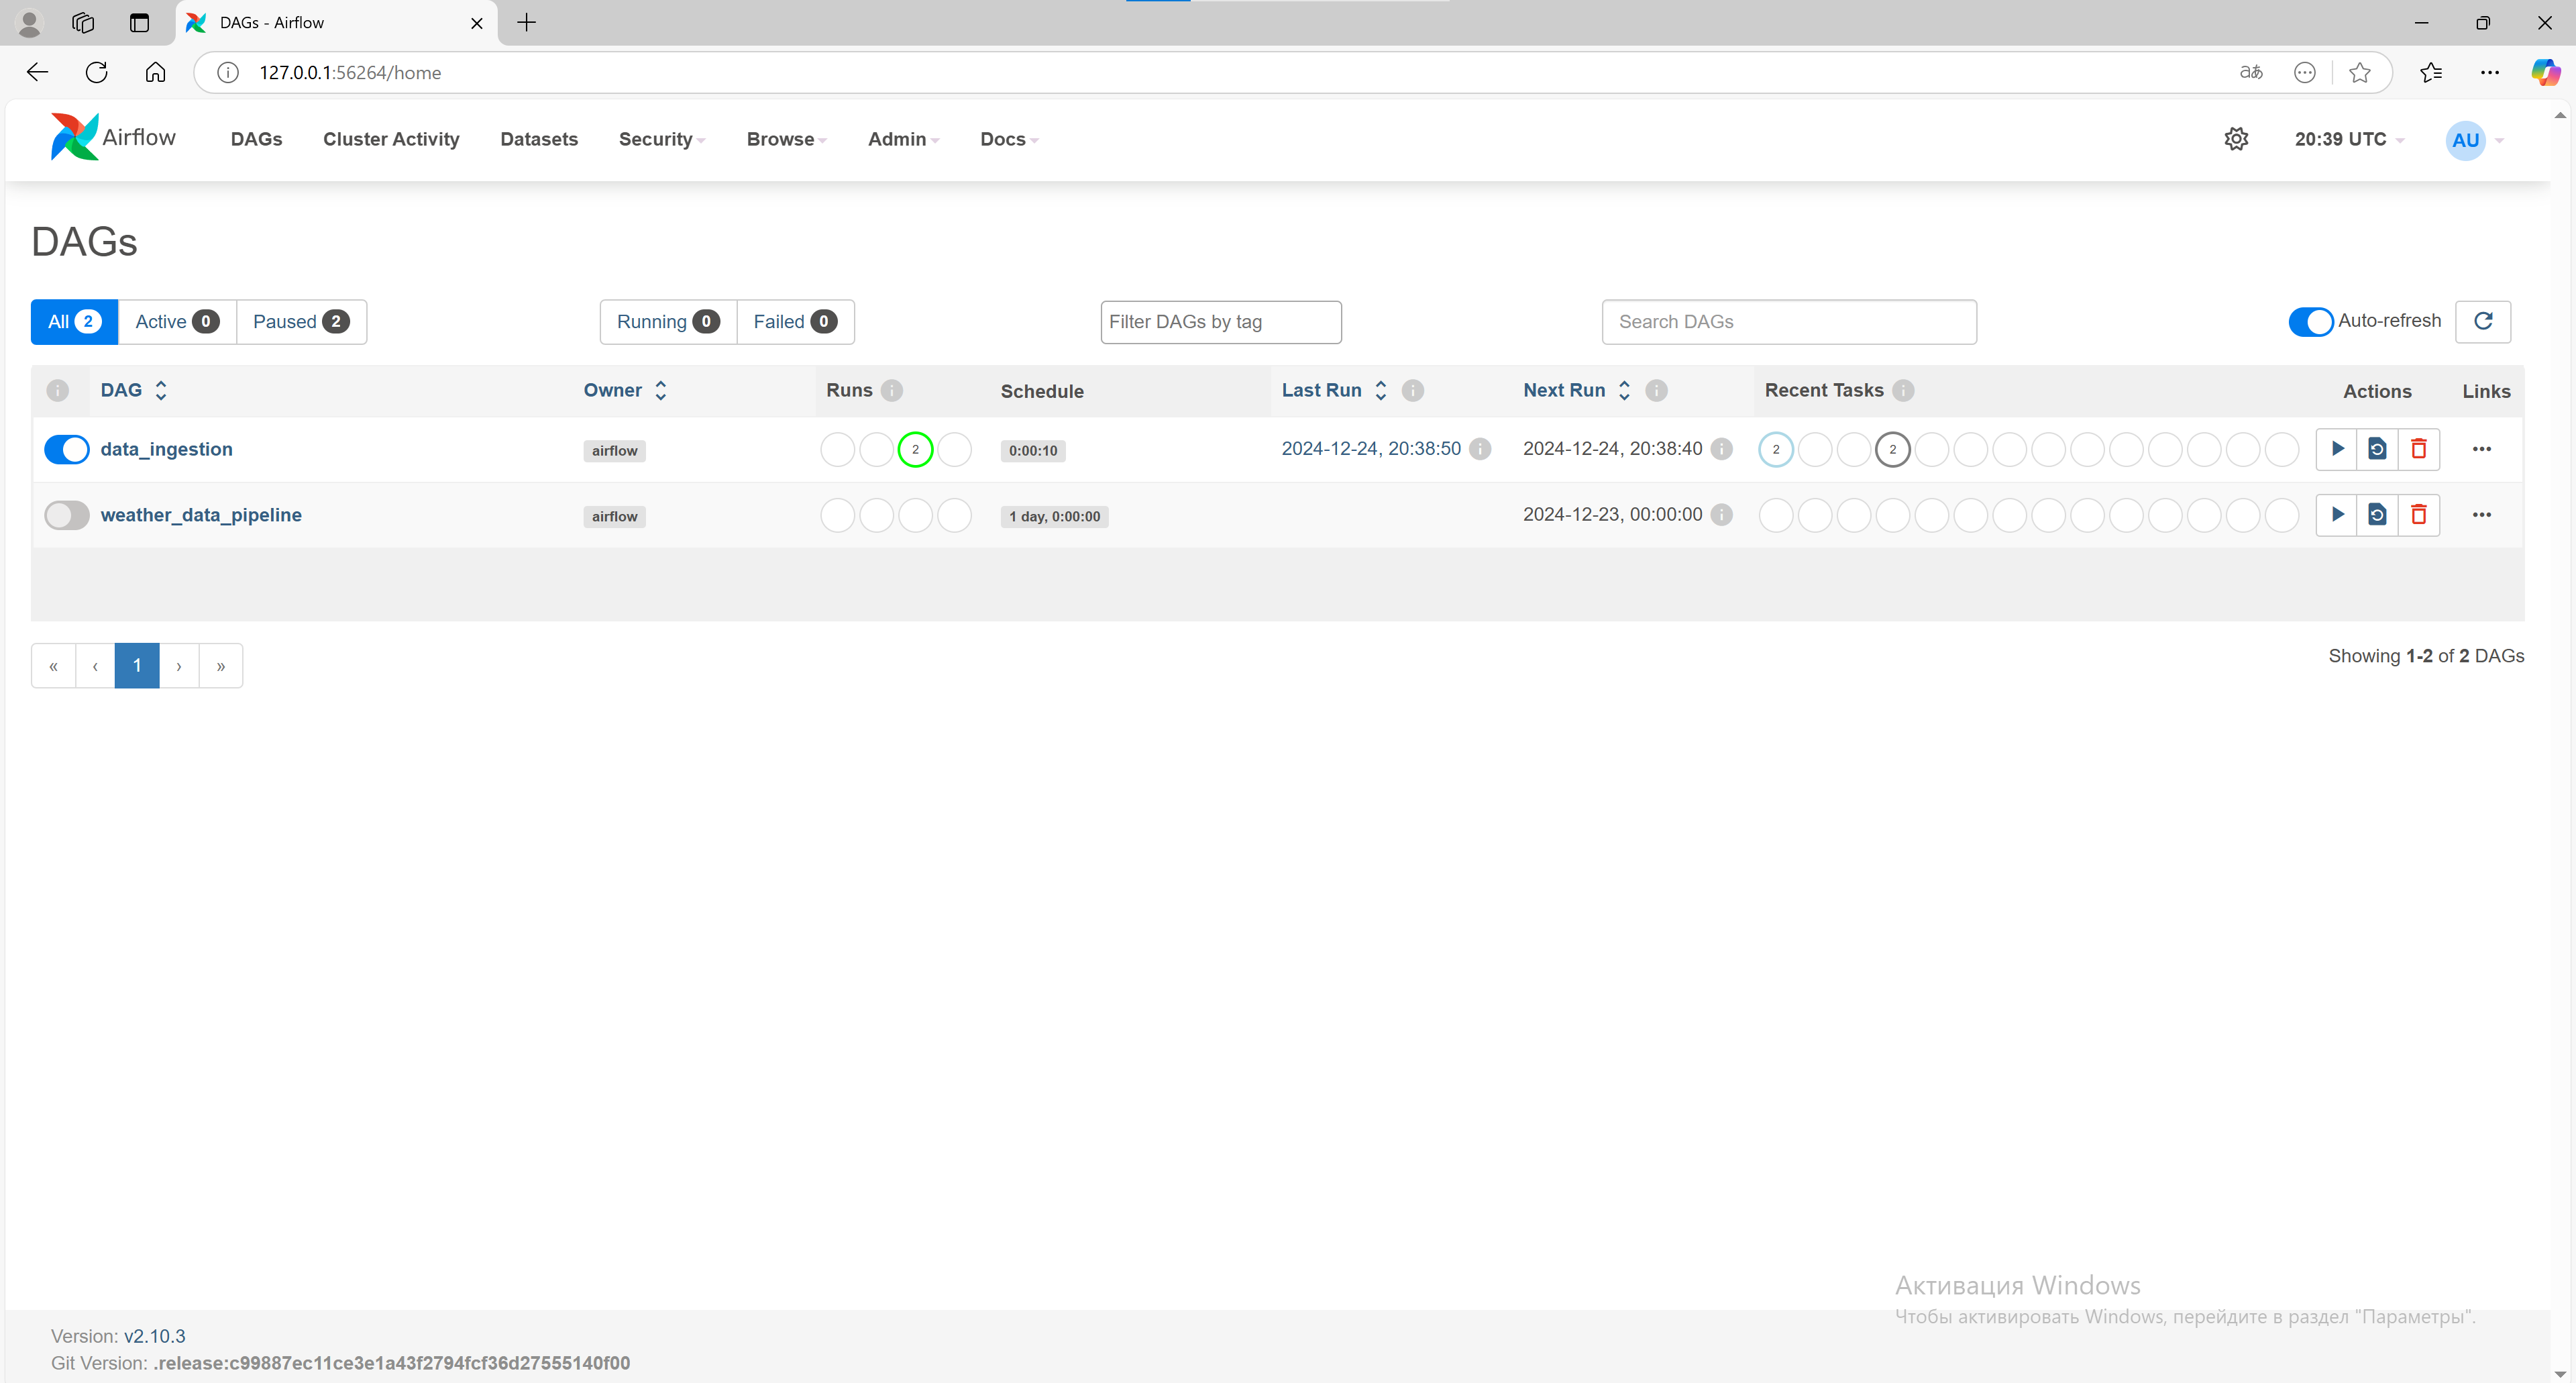 DAGs - Airflow
127.0.0.1:56264/home
Airflow DAGs Cluster Activity Datasets Security Browse Admin Docs 20:39 UTC AU
DAGs
All 2 Active 0 Paused 2 Running 0 Failed 0 Filter DAGs by tag Search DAGs Auto-refresh
DAG Owner Runs Schedule Last Run Next Run Recent Tasks Actions Links
data_ingestion airflow 2 0:00:10 2024-12-24, 20:38:50 2024-12-24, 20:38:40 2 2
weather_data_pipeline airflow 1 day, 0:00:00 2024-12-23, 00:00:00
« ‹ 1 › » Showing 1-2 of 2 DAGs
Активация Windows
Чтобы активировать Windows, перейдите в раздел "Параметры".
Version: v2.10.3
Git Version: .release:c99887ec11ce3e1a43f2794fcf36d27555140f00